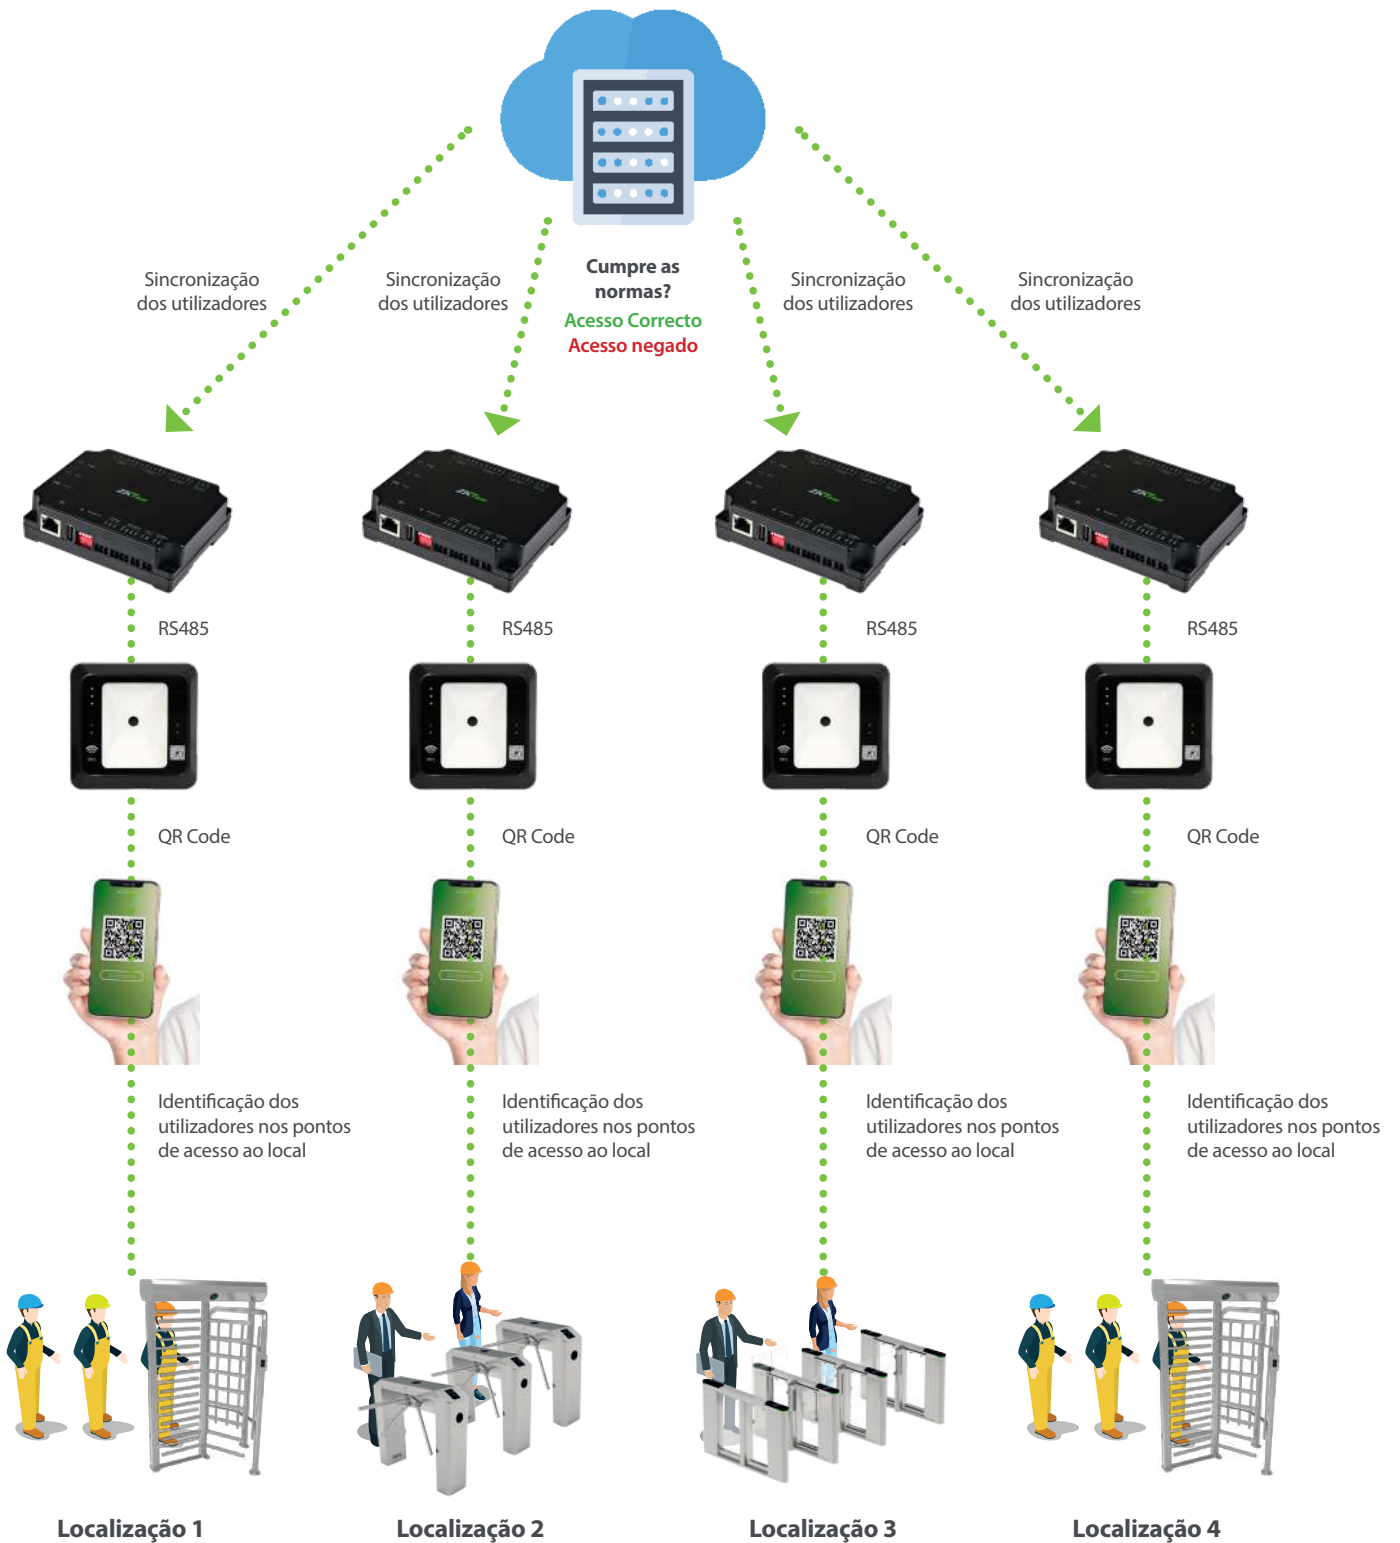 Sincronização
dos utilizadores
Sincronização
dos utilizadores
Cumpre as
normas?
Acesso Correcto
Acesso negado
Sincronização
dos utilizadores
Sincronização
dos utilizadores
RS485
RS485
RS485
RS485
QR Code
QR Code
QR Code
QR Code
Identificação dos
utilizadores nos pontos
de acesso ao local
Identificação dos
utilizadores nos pontos
de acesso ao local
Identificação dos
utilizadores nos pontos
de acesso ao local
Identificação dos
utilizadores nos pontos
de acesso ao local
Localização 1
Localização 2
Localização 3
Localização 4